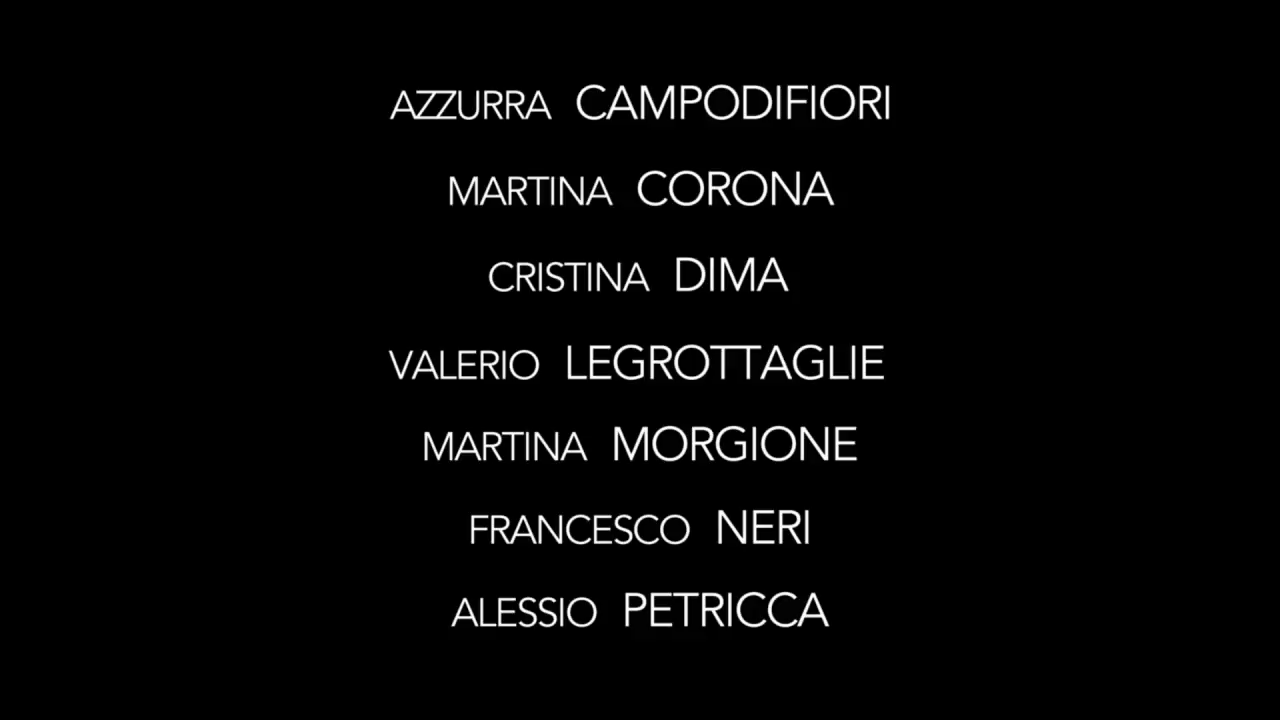 AZZURRA CAMPODIFIORI
MARTINA CORONA
CRISTINA DIMA
VALERIO LEGROTTAGLIE
MARTINA MORGIONE
FRANCESCO NERI
ALESSIO PETRICCA